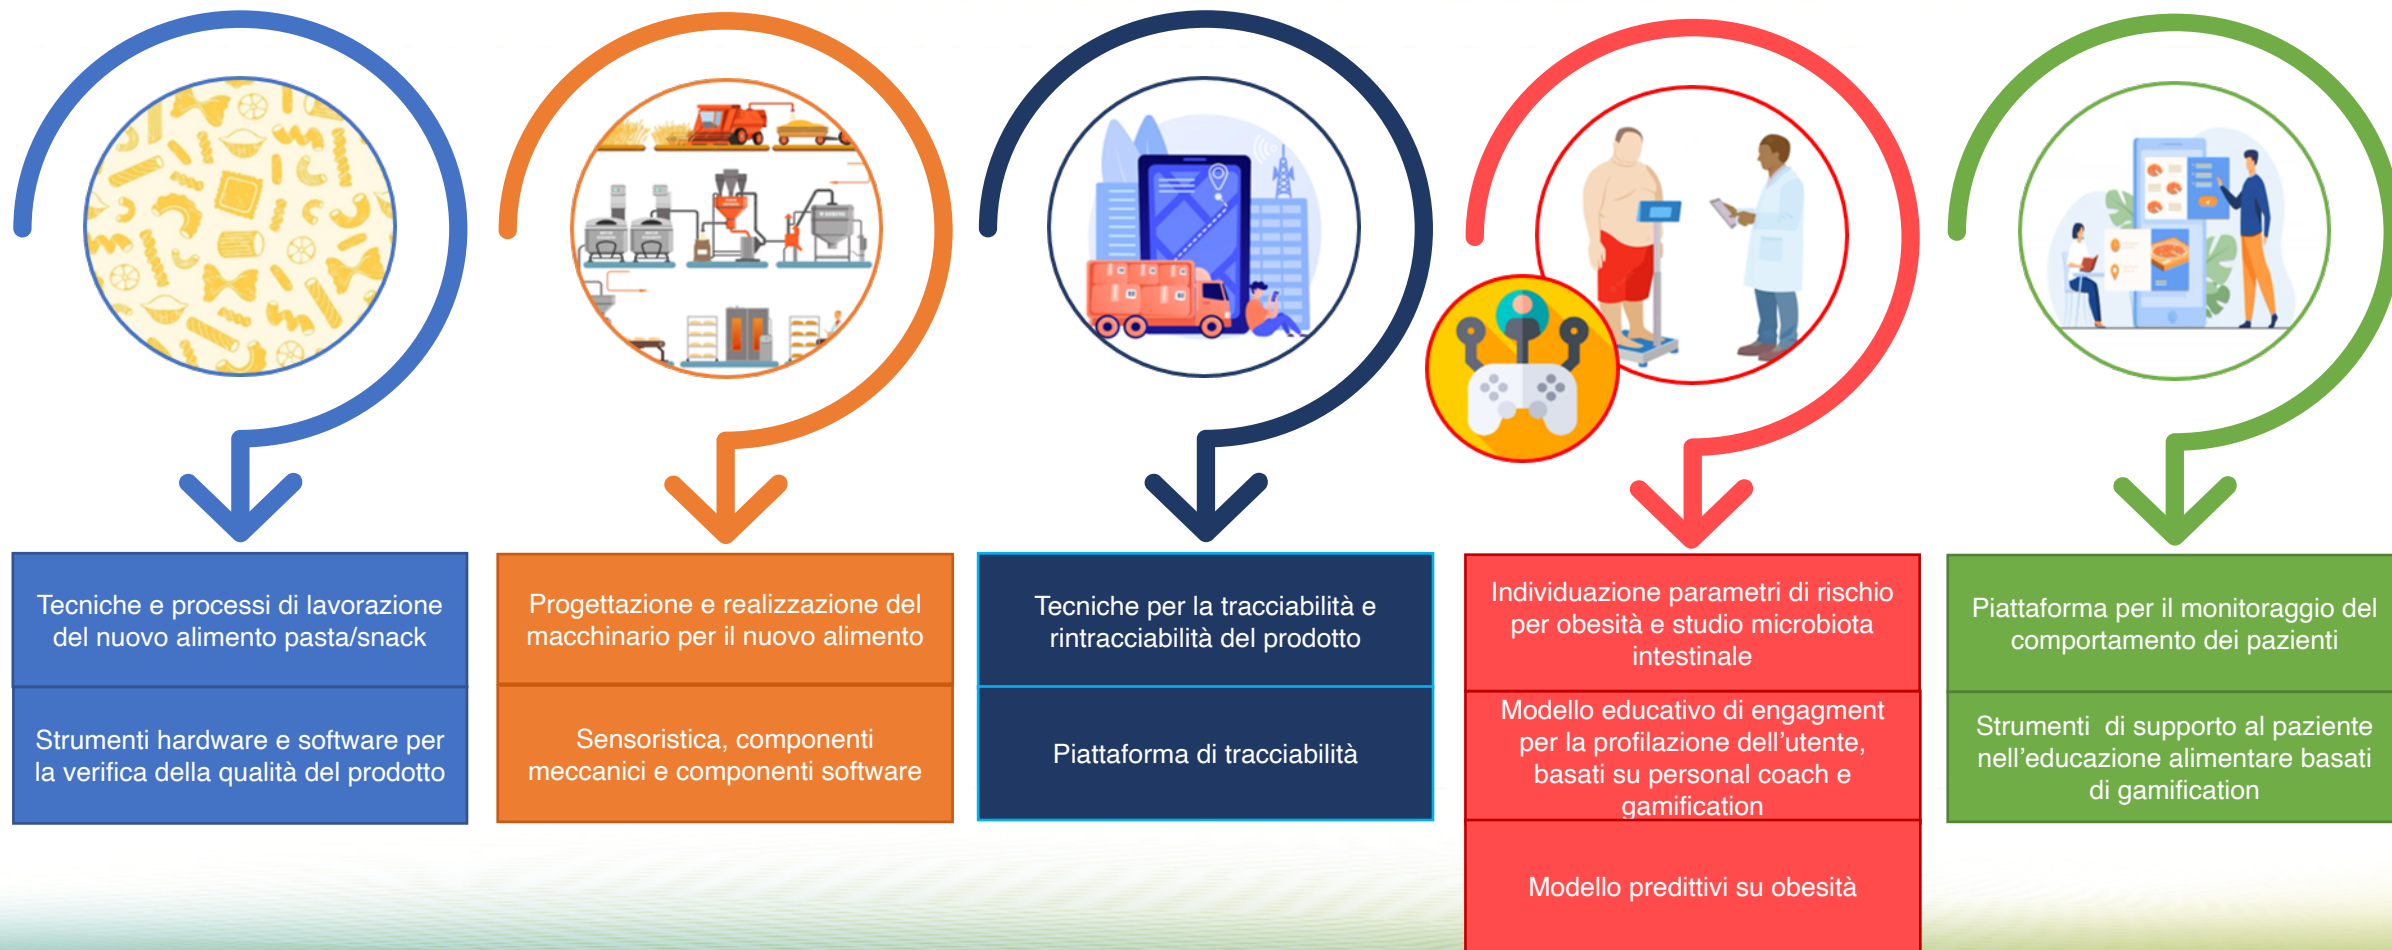 Tecniche e processi di lavorazione
del nuovo alimento pasta/snack
Strumenti hardware e software per
la verifica della qualità del prodotto
Progettazione e realizzazione del
macchinario per il nuovo alimento
Sensoristica, componenti
meccanici e componenti software
Tecniche per la tracciabilità e
rintracciabilità del prodotto
Piattaforma di tracciabilità
Individuazione parametri di rischio
per obesità e studio microbiota
intestinale
Modello educativo di engagment
per la profilazione dell’utente,
basati su personal coach e
gamification
Modello predittivi su obesità
Piattaforma per il monitoraggio del
comportamento dei pazienti
Strumenti  di supporto al paziente
nell’educazione alimentare basati
di gamification